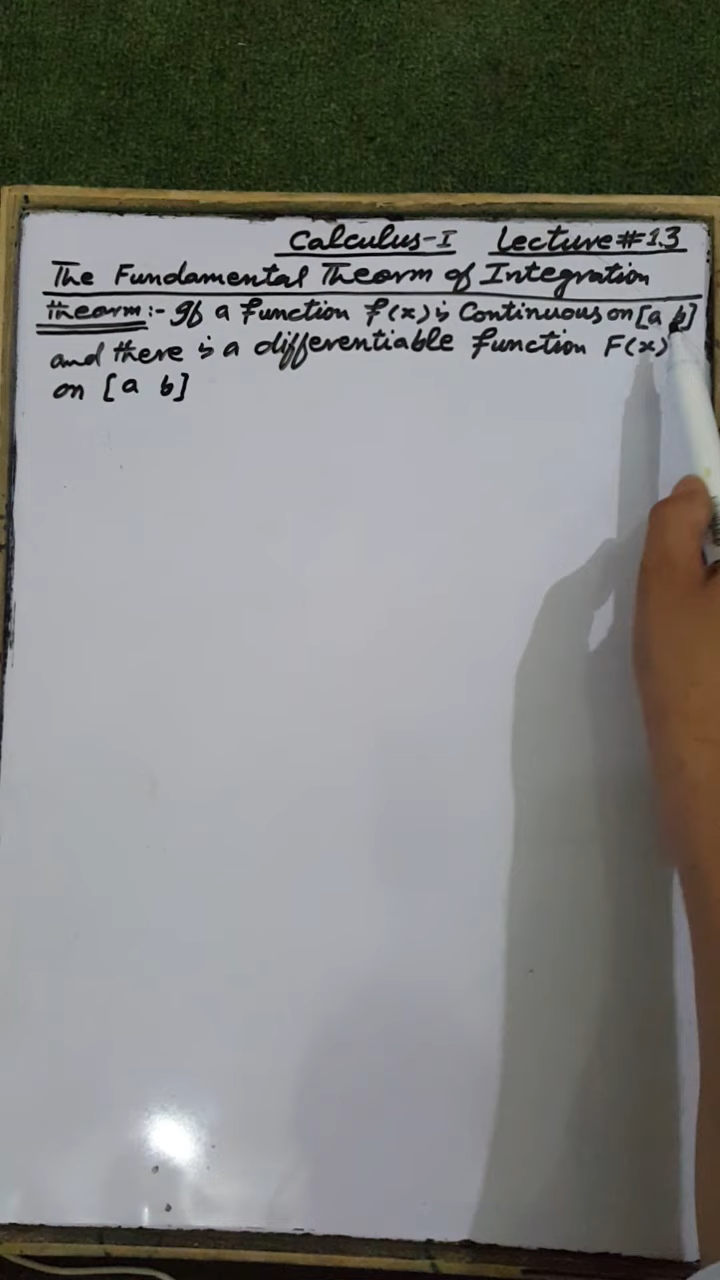 Calculus-I Lecture#13
The Fundamental Theorm of Integration
theorm:- If a function f(x) is Continuous on [a b]
and there is a differentiable function F(x)
on [a b]